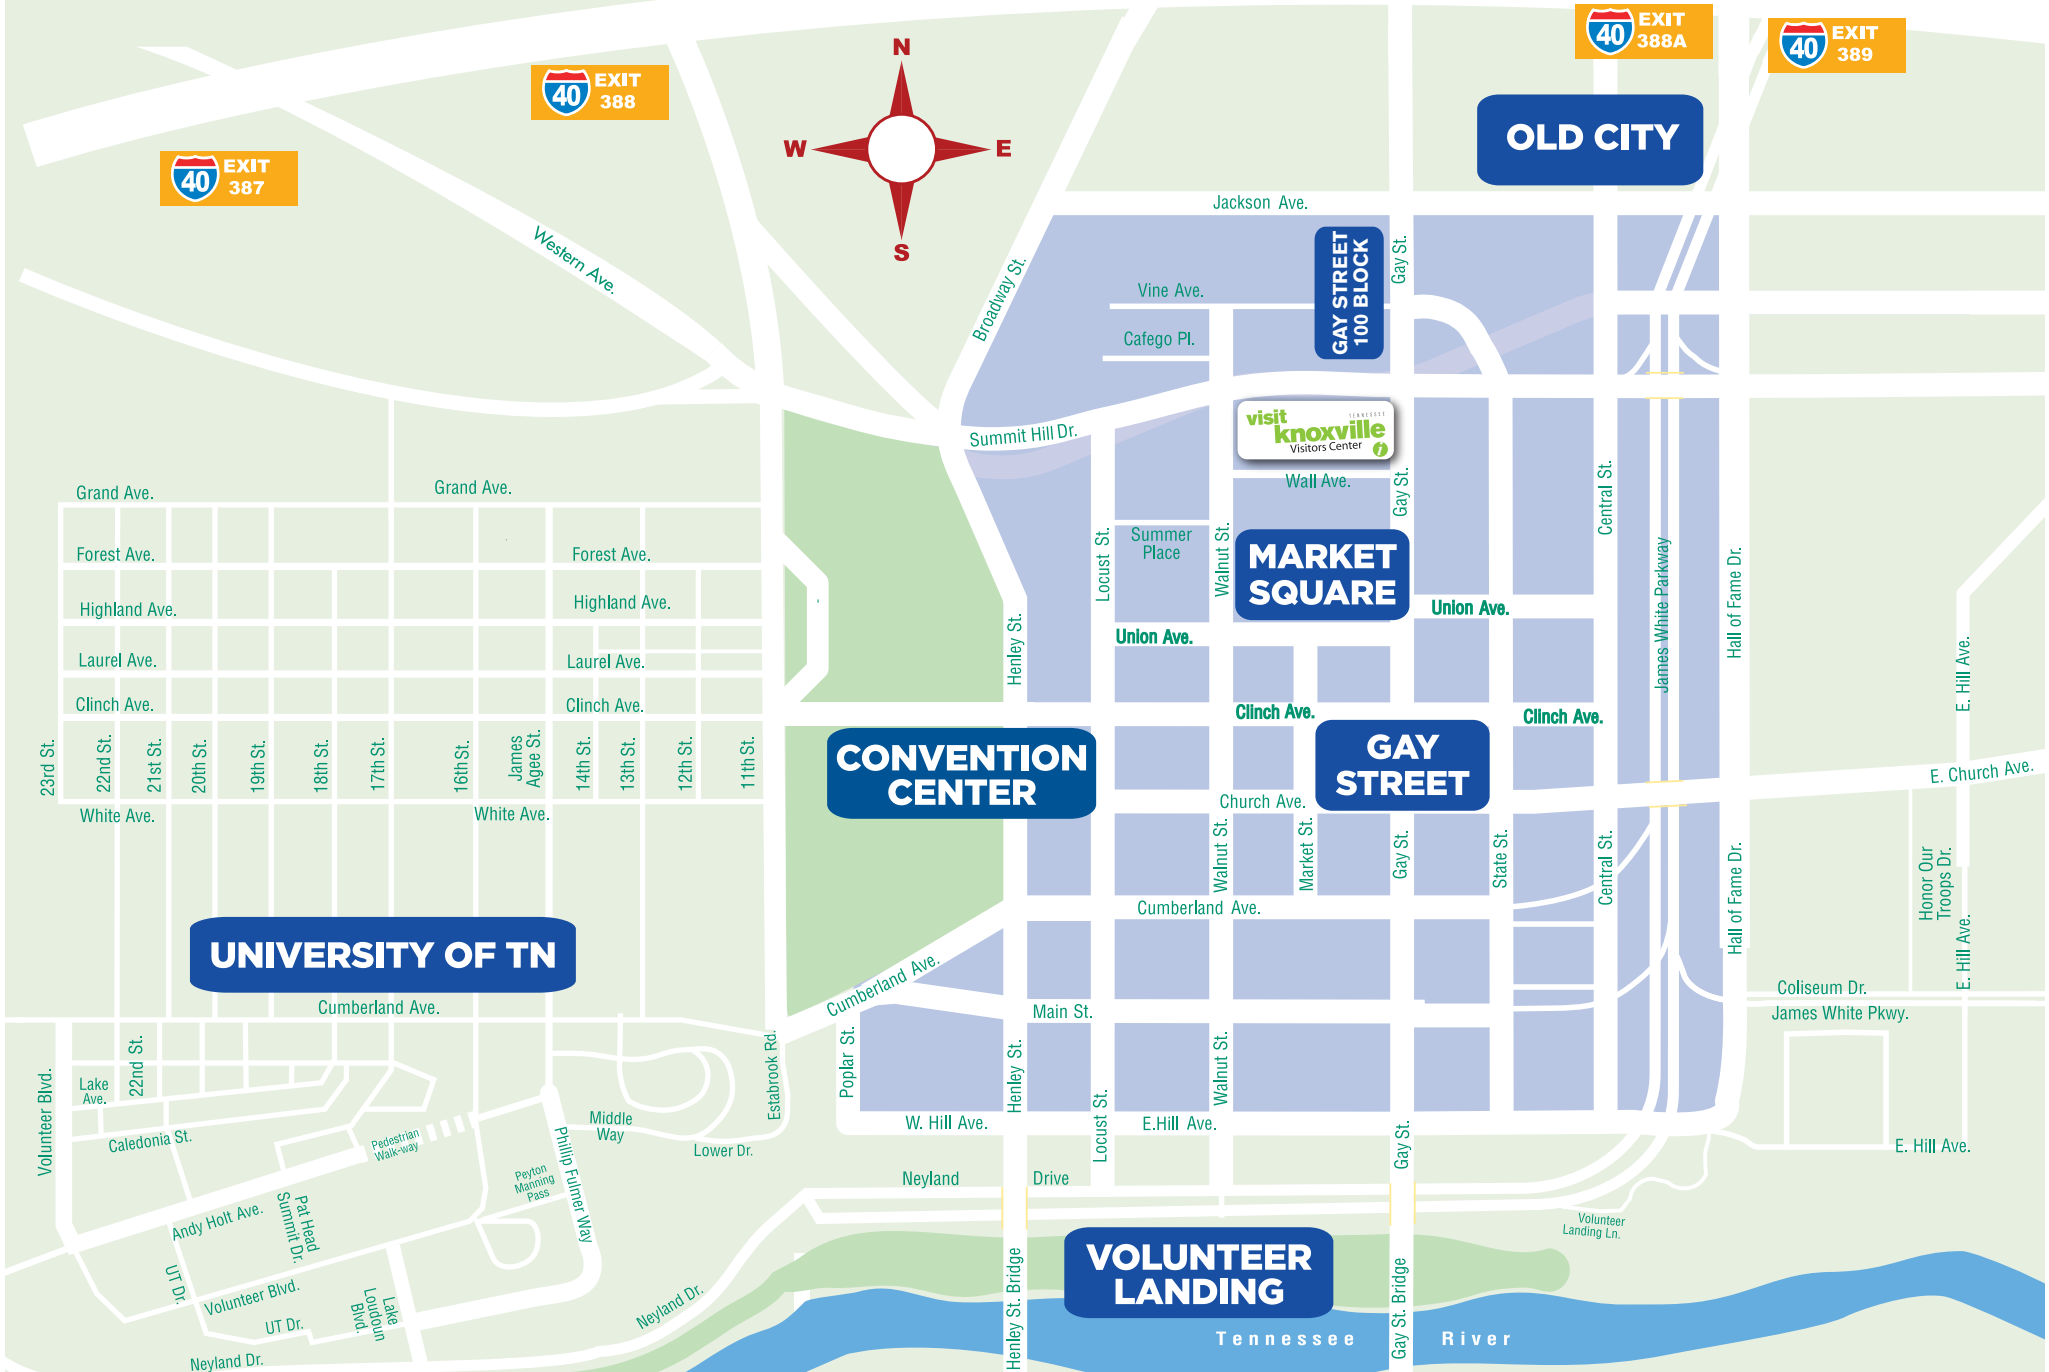 40 EXIT 388A
40 EXIT 389
N
40 EXIT 388
OLD CITY
W
E
40 EXIT 387
Jackson Ave.
S
Western Ave.
Broadway St.
GAY STREET
100 BLOCK
Gay St.
Vine Ave.
Cafego Pl.
Summit Hill Dr.
TENNESSEE
visit
knoxville
Visitors Center
i
Wall Ave.
Gay St.
Central St.
Grand Ave.
Grand Ave.
Summer
Place
Locust St.
Walnut St.
MARKET
SQUARE
James White Parkway
Hall of Fame Dr.
Forest Ave.
Forest Ave.
Highland Ave.
Highland Ave.
Union Ave.
Union Ave.
Henley St.
E. Hill Ave.
Laurel Ave.
Laurel Ave.
Clinch Ave.
Clinch Ave.
Clinch Ave.
Clinch Ave.
23rd St.
22nd St.
21st St.
20th St.
19th St.
18th St.
17th St.
16th St.
James
Agee St.
14th St.
13th St.
12th St.
11th St.
CONVENTION
CENTER
GAY
STREET
E. Church Ave.
White Ave.
White Ave.
Church Ave.
Walnut St.
Market St.
Gay St.
State St.
Central St.
Hall of Fame Dr.
Honor Our
Troops Dr.
E. Hill Ave.
Cumberland Ave.
UNIVERSITY OF TN
Cumberland Ave.
Cumberland Ave.
Main St.
Coliseum Dr.
James White Pkwy.
Volunteer Blvd.
Lake
Ave.
22nd St.
Estabrook Rd.
Poplar St.
Henley St.
Walnut St.
Locust St.
Caledonia St.
Pedestrian
Walk-way
Middle
Way
Lower Dr.
W. Hill Ave.
E.Hill Ave.
Gay St.
E. Hill Ave.
Phillip Fulmer Way
Peyton
Manning
Pass
Neyland Drive
Andy Holt Ave.
Pat Head
Summit Dr.
Volunteer
Landing Ln.
UT Dr.
Volunteer Blvd.
UT Dr.
Lake
Loudoun
Blvd.
Neyland Dr.
Neyland Dr.
VOLUNTEER
LANDING
Henley St. Bridge
Gay St. Bridge
Tennessee River